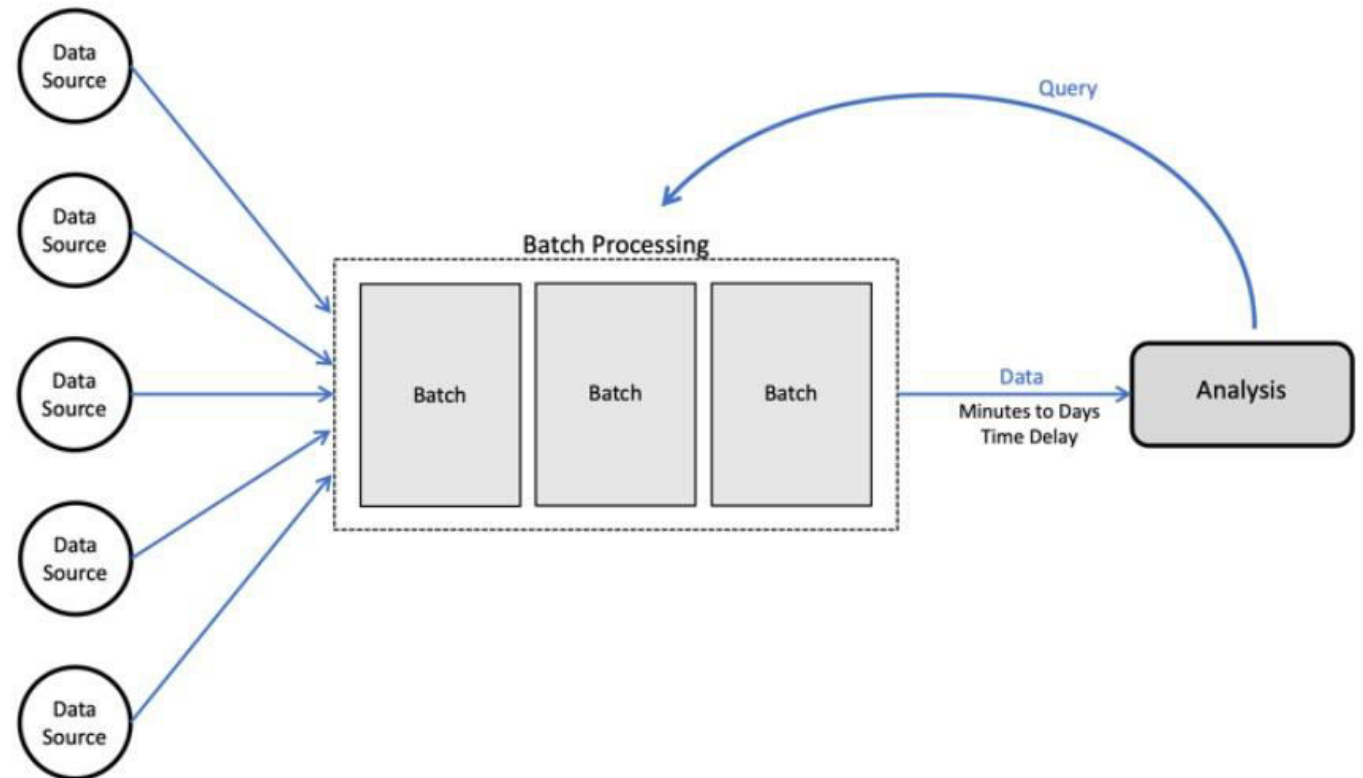 Data
Source
Data
Source
Data
Source
Data
Source
Data
Source
Query
Batch Processing
Batch
Batch
Batch
Data
Minutes to Days
Time Delay
Analysis